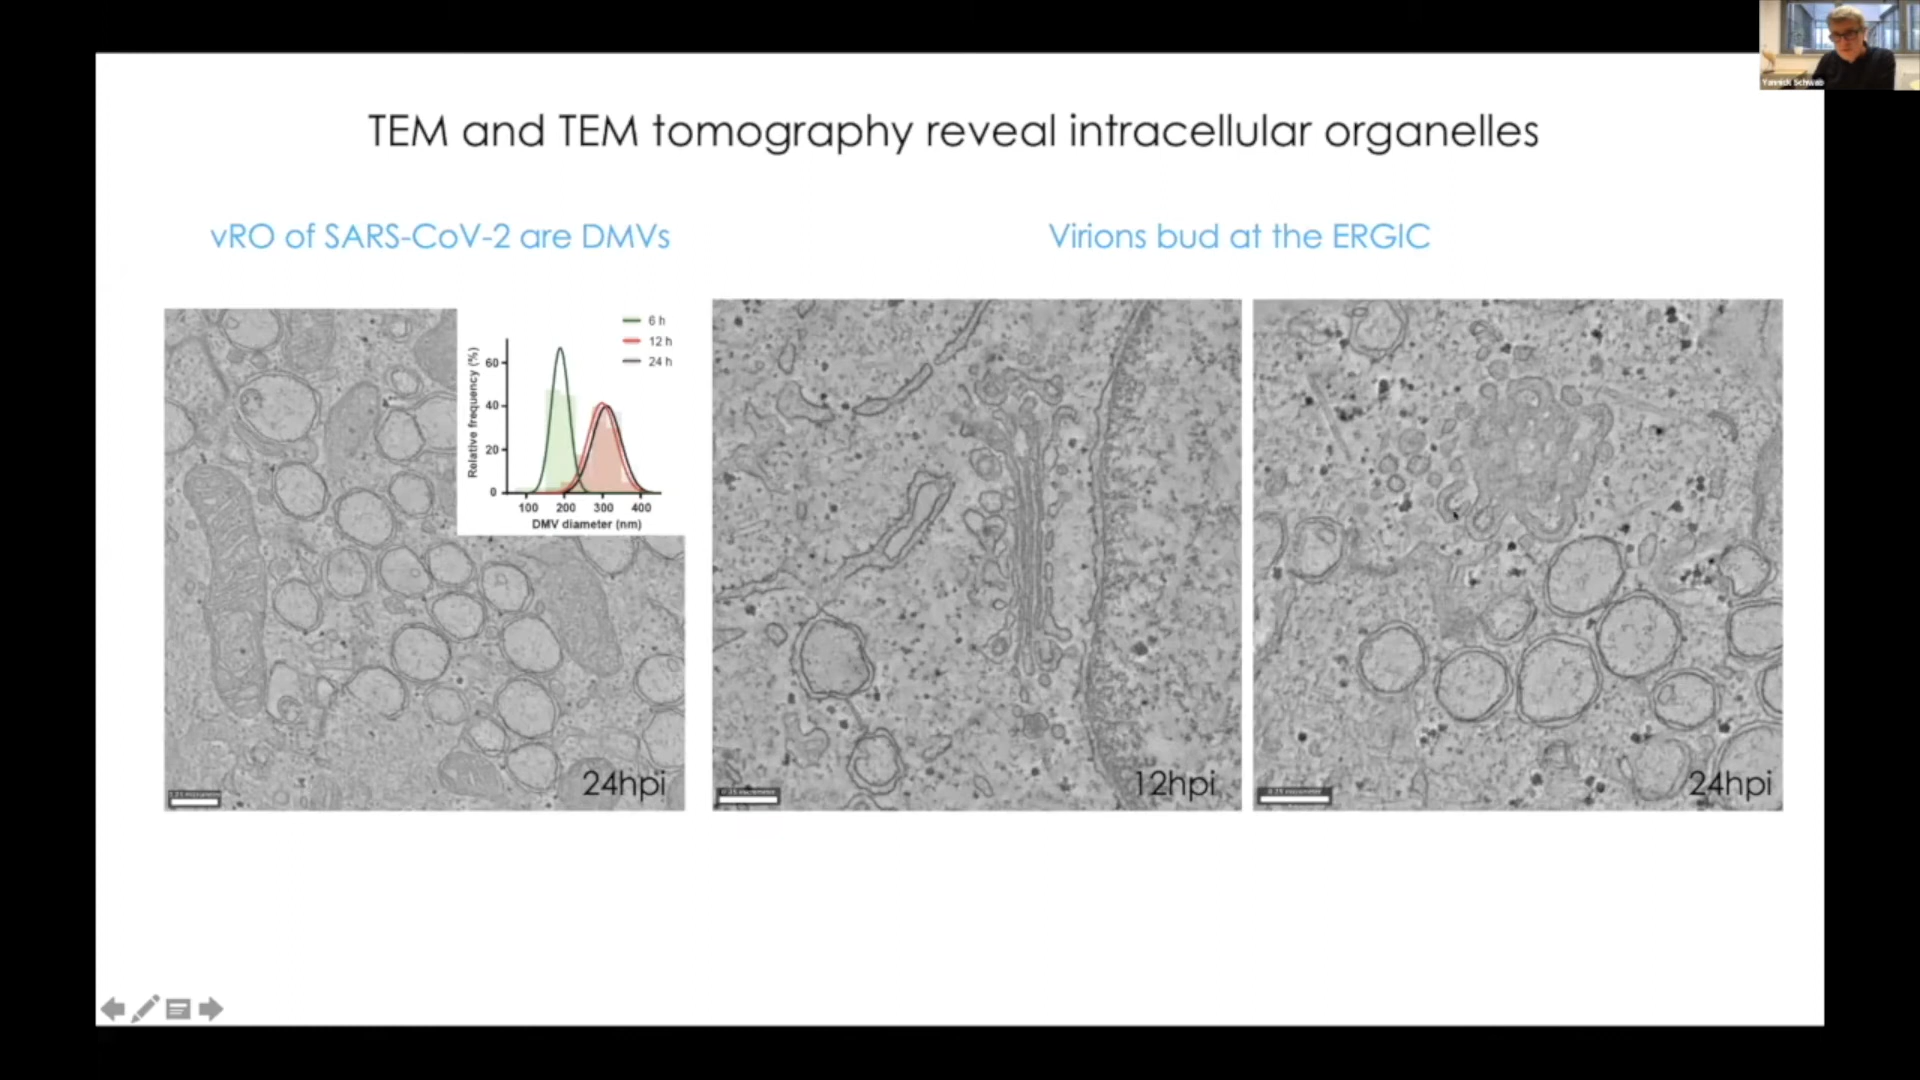 Yannick Schwab
TEM and TEM tomography reveal intracellular organelles
vRO of SARS-CoV-2 are DMVs
Virions bud at the ERGIC
6 h
12 h
24 h
Relative frequency (%)
60
40
20
0
100 200 300 400
DMV diameter (nm)
24hpi
12hpi
24hpi